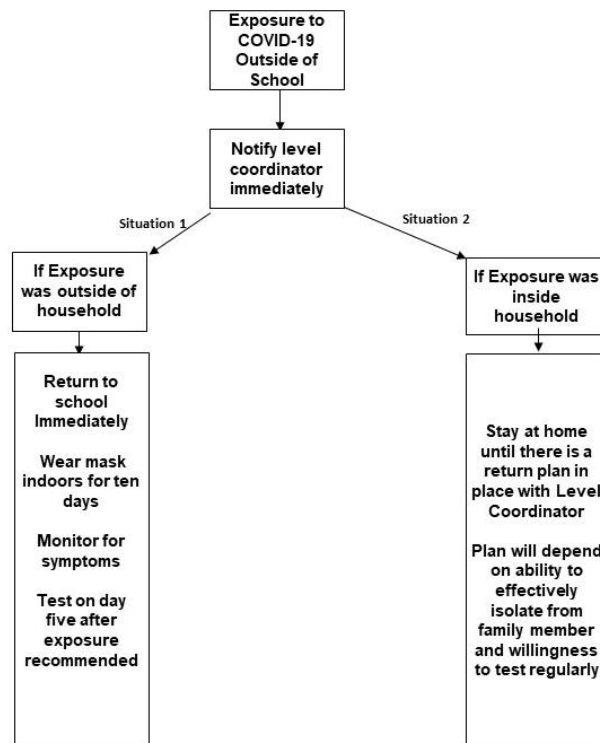 Exposure to
COVID-19
Outside of
School
Notify level
coordinator
immediately
Situation 1
Situation 2
If Exposure
was outside of
household
If Exposure was
inside
household
Return to
school
Immediately
Wear mask
indoors for ten
days
Monitor for
symptoms
Test on day
five after
exposure
recommended
Stay at home
until there is a
return plan in
place with Level
Coordinator
Plan will depend
on ability to
effectively
isolate from
family member
and willingness
to test regularly